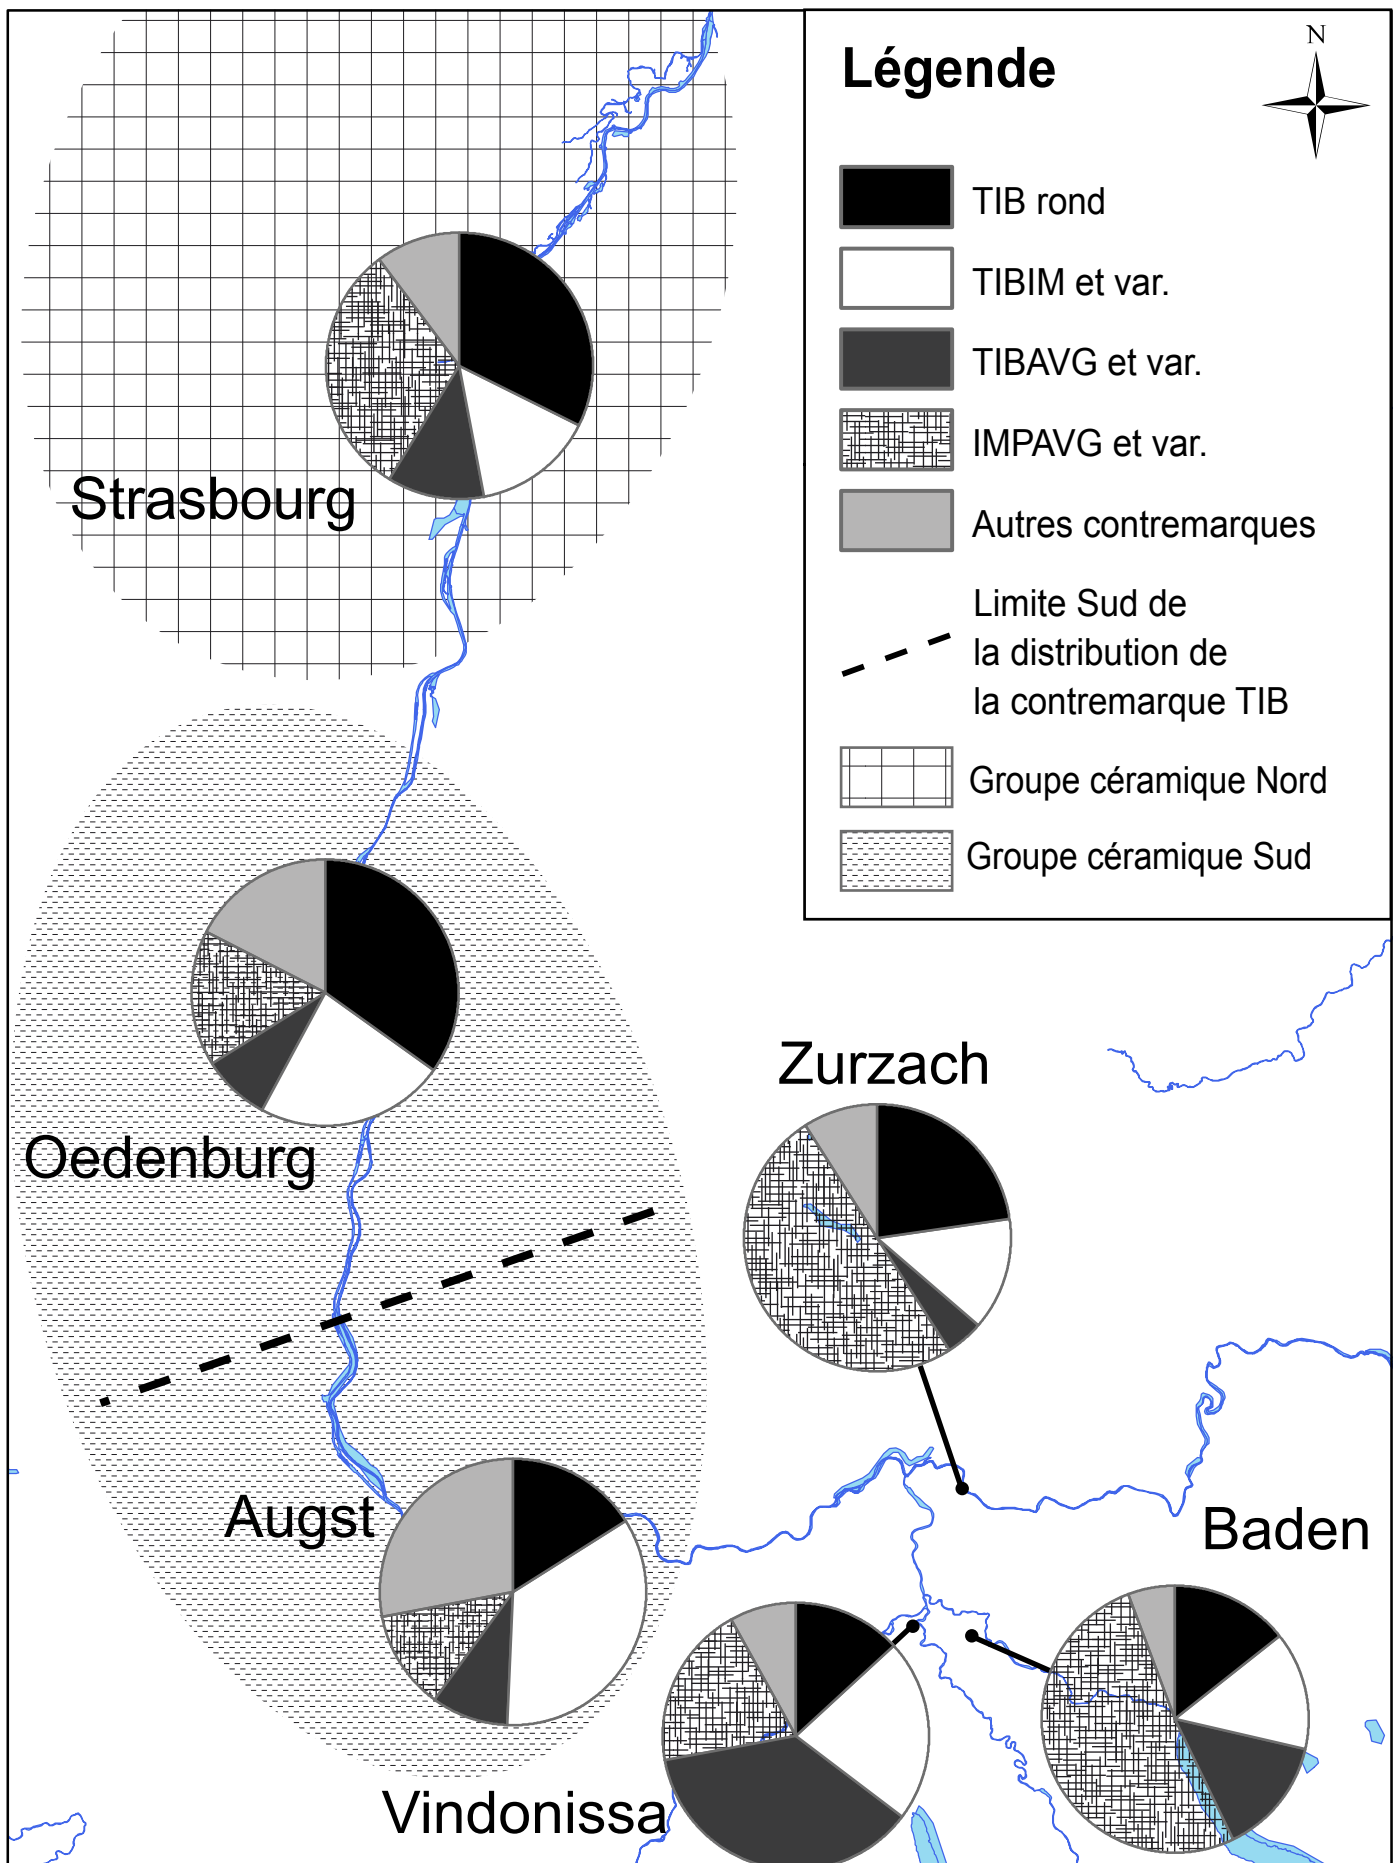 Légende
N
TIB rond
TIBIM et var.
TIBAVG et var.
IMPAVG et var.
Autres contremarques
Limite Sud de
la distribution de
la contremarque TIB
Groupe céramique Nord
Groupe céramique Sud
Strasbourg
Oedenburg
Zurzach
Augst
Baden
Vindonissa